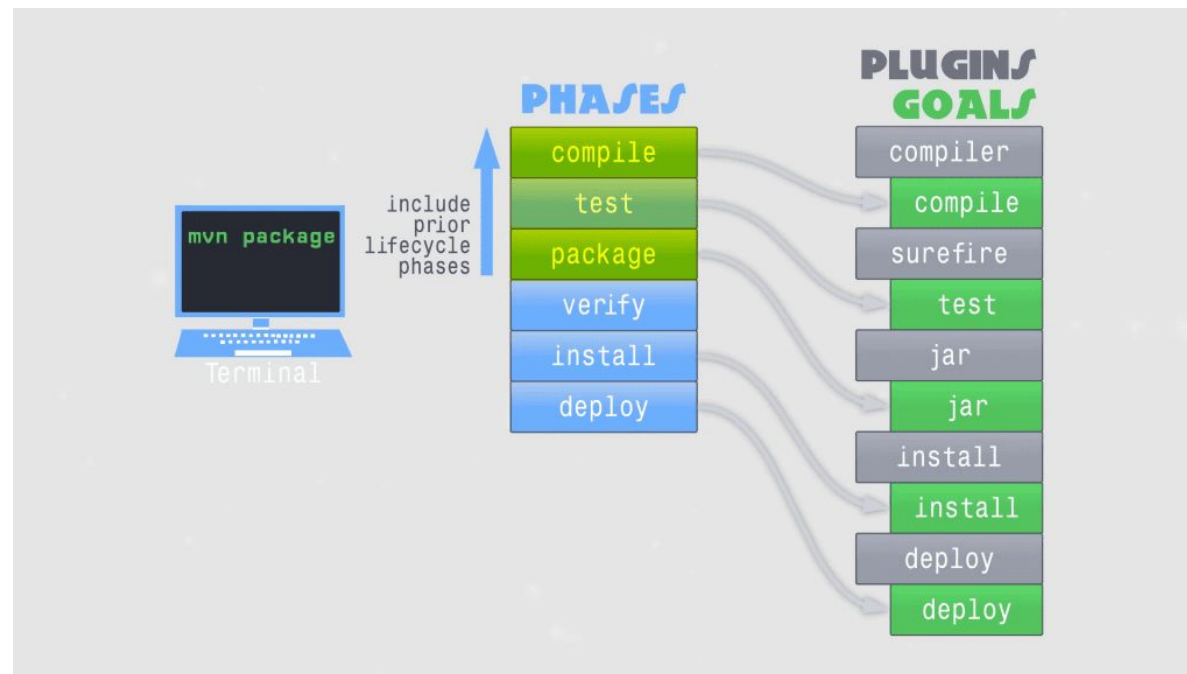 mvn package
Terminal
include
prior
lifecycle
phases
PHASES
compile
test
package
verify
install
deploy
PLUGINS
GOALS
compiler
compile
surefire
test
jar
jar
install
install
deploy
deploy